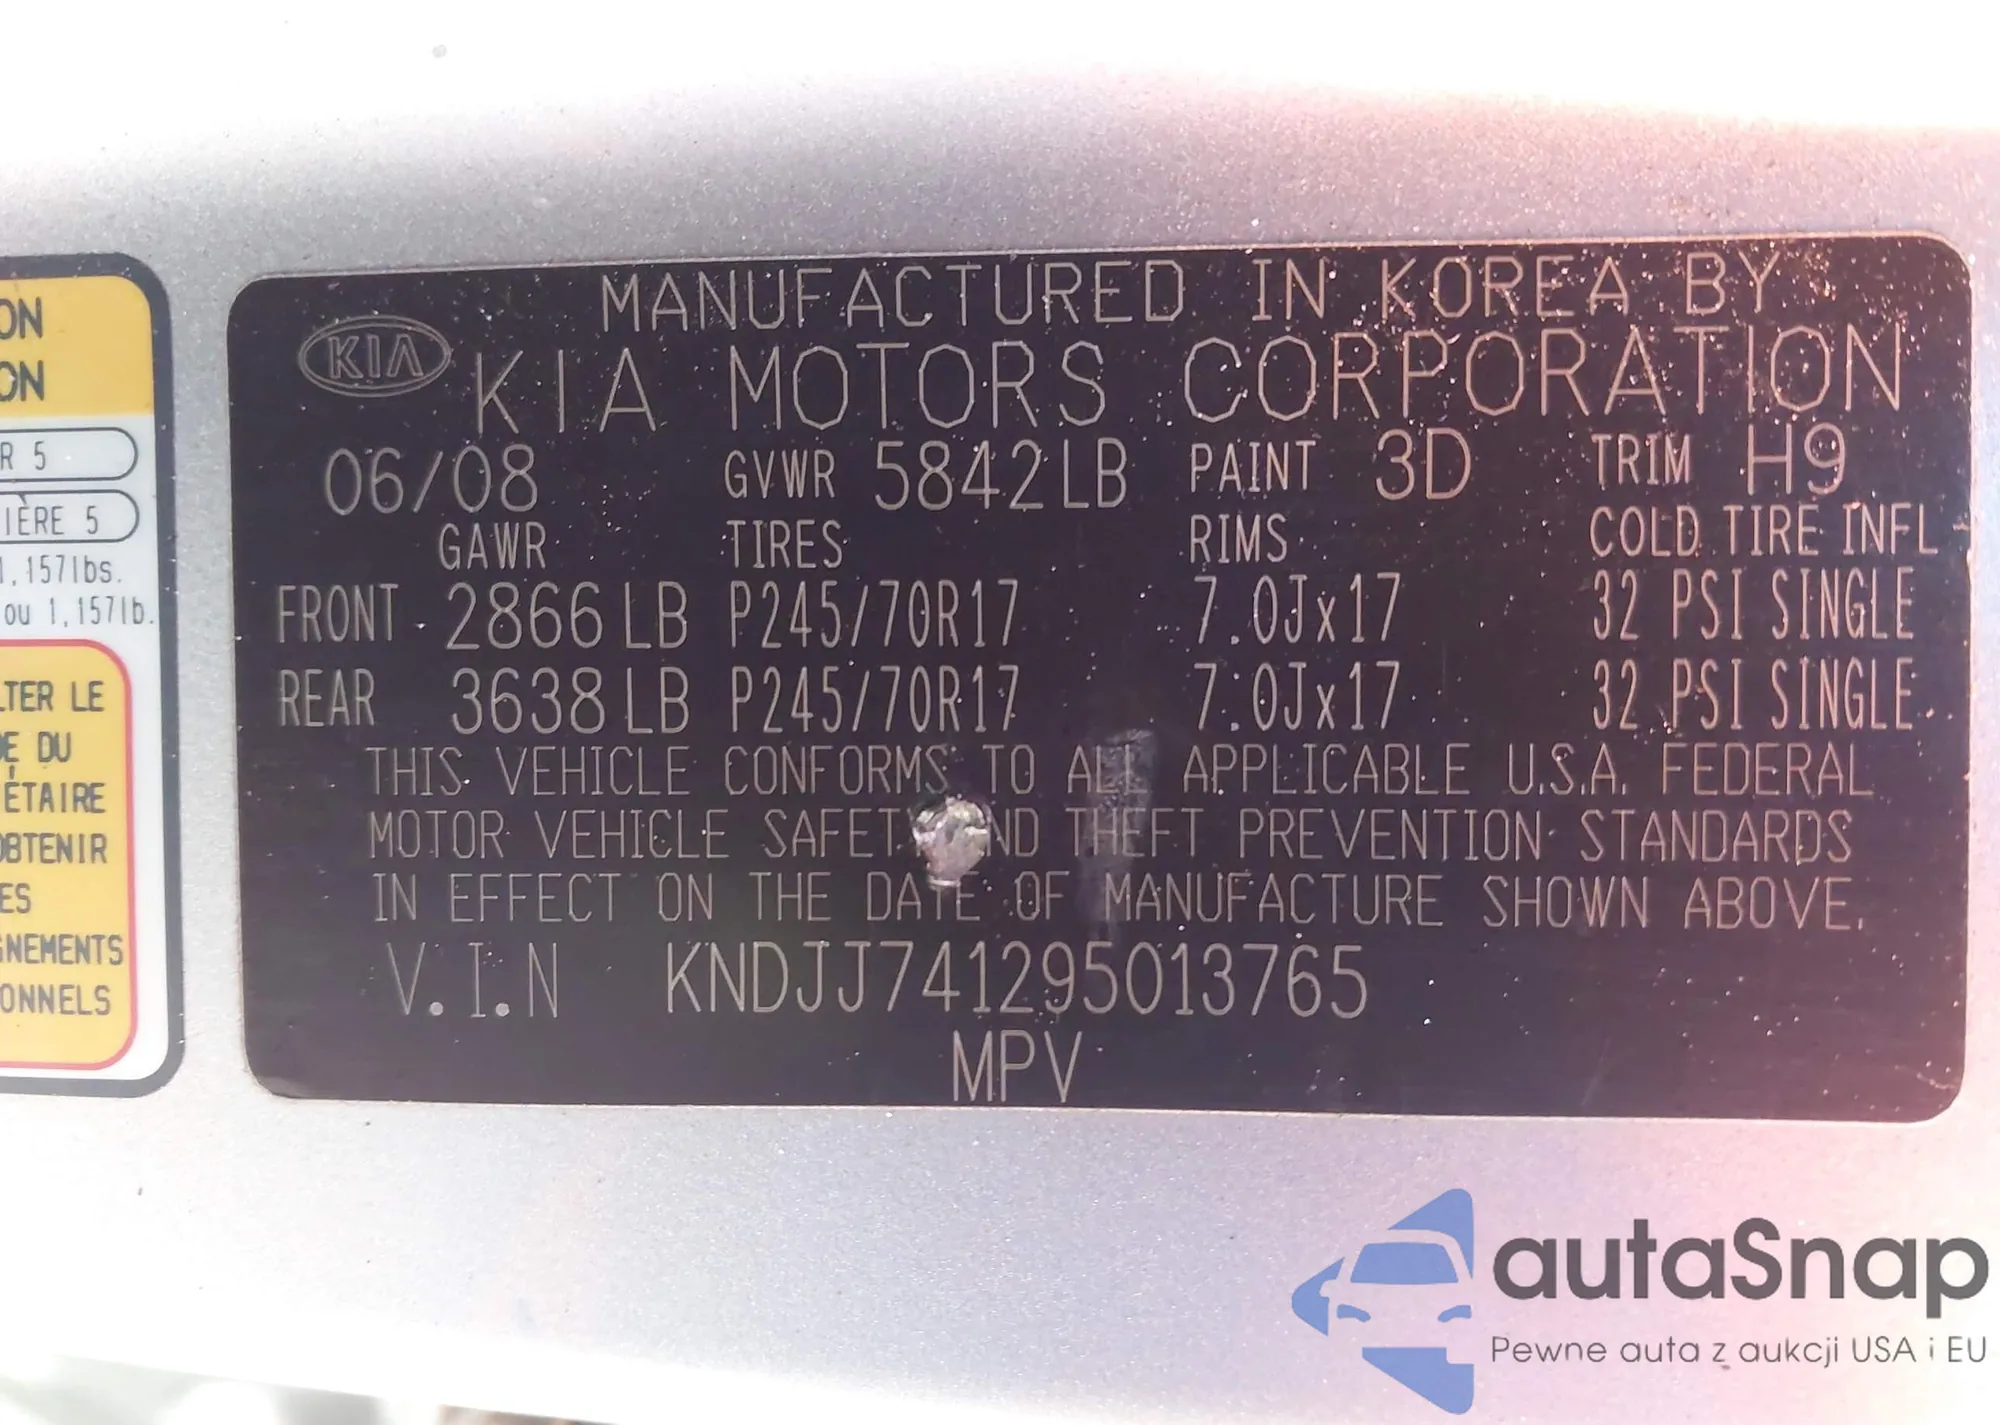 ON
ON
R 5
IÈRE 5
1,157lbs.
ou 1,157lb.
LTER LE
DE DU
ÉTAIRE
OBTENIR
ES
GNEMENTS
ONNELS
MANUFACTURED IN KOREA BY
KIA KIA MOTORS CORPORATION
06/08 GVWR 5842LB PAINT 3D TRIM H9
GAWR TIRES RIMS COLD TIRE INFL
FRONT 2866LB P245/70R17 7.0Jx17 32 PSI SINGLE
REAR 3638LB P245/70R17 7.0Jx17 32 PSI SINGLE
THIS VEHICLE CONFORMS TO ALL APPLICABLE U.S.A. FEDERAL
MOTOR VEHICLE SAFET ND THEFT PREVENTION STANDARDS
IN EFFECT ON THE DATE OF MANUFACTURE SHOWN ABOVE.
V.I.N KNDJJ741295013765
MPV
autaSnap
Pewne auta z aukcji USA i EU